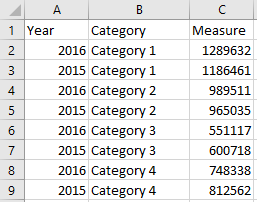 A B C
1 Year Category Measure
2 2016 Category 1 1289632
3 2015 Category 1 1186461
4 2016 Category 2 989511
5 2015 Category 2 965035
6 2016 Category 3 551117
7 2015 Category 3 600718
8 2016 Category 4 748338
9 2015 Category 4 812562